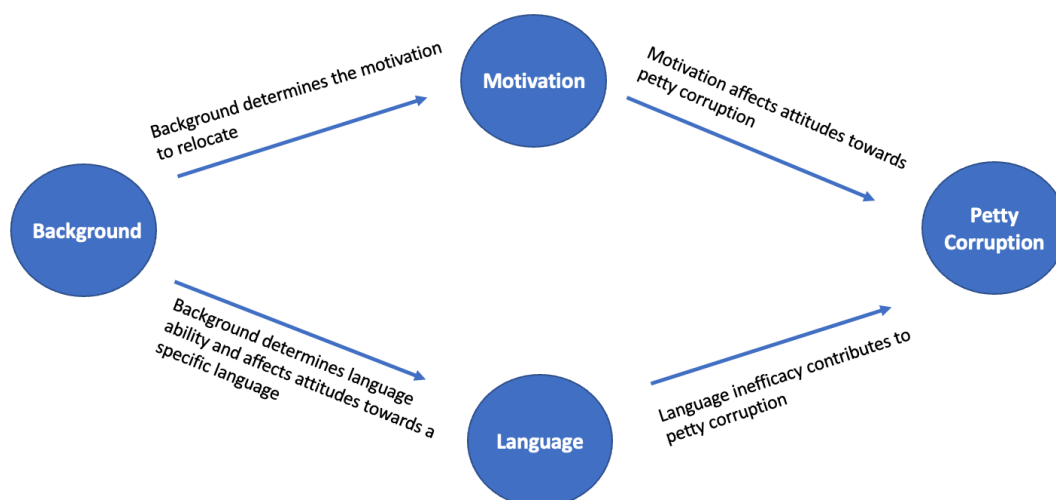 Background determines the motivation
to relocate
Motivation
Motivation affects attitudes towards
petty corruption
Background
Petty
Corruption
Background determines language
ability and affects attitudes towards a
specific language
Language
Language inefficacy contributes to
petty corruption